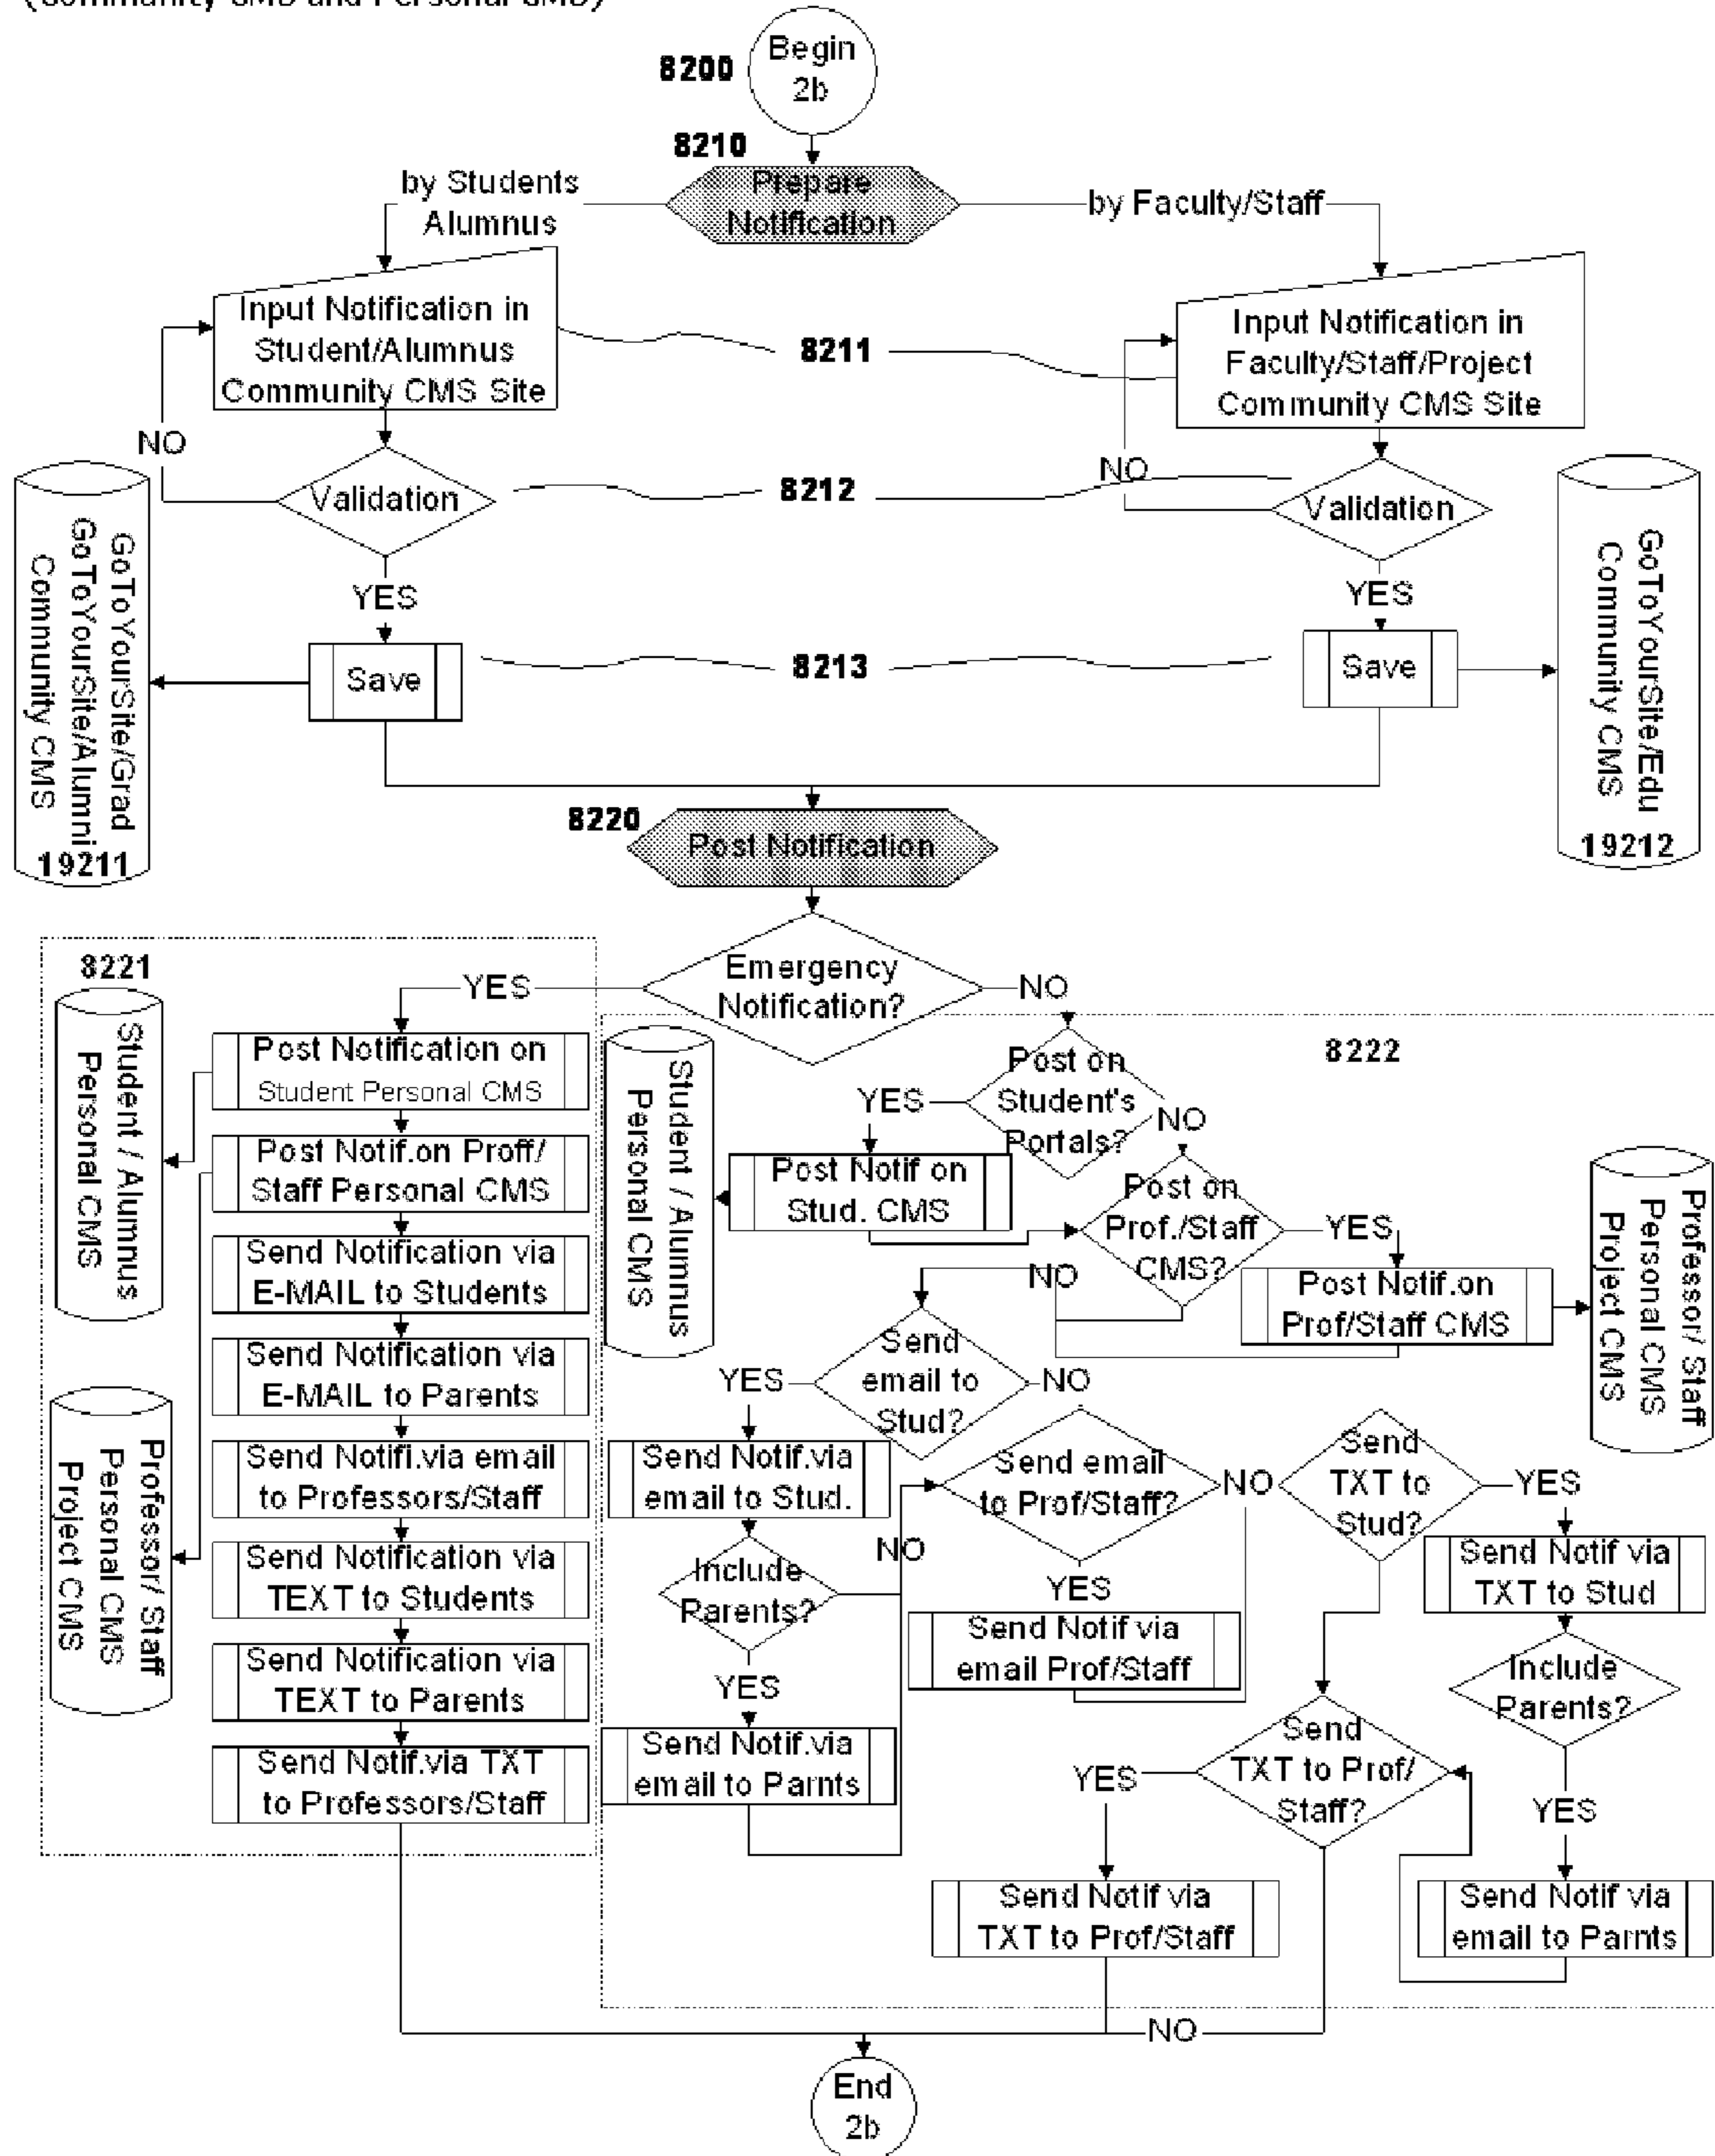 (Community CMS and Personal CMS)
Begin
2b
8200
8210
Prepare
Notification
by Students
Alumnus
by Faculty/Staff
Input Notification in
Student/Alumnus
Community CMS Site
8211
Input Notification in
Faculty/Staff/Project
Community CMS Site
NO
Validation
8212
NO
Validation
YES
YES
Save
8213
Save
GoToYourSite/Grad
GoToYourSite/Alumni
Community CMS
19211
GoToYourSite/Edu
Community CMS
19212
8220
Post Notification
Emergency
Notification?
YES
NO
8221
Student / Alumnus
Personal CMS
Post Notification on
Student Personal CMS
Post Notif.on Proff/
Staff Personal CMS
Send Notification via
E-MAIL to Students
Send Notification via
E-MAIL to Parents
Send Notifi.via email
to Professors/Staff
Send Notification via
TEXT to Students
Send Notification via
TEXT to Parents
Send Notif.via TXT
to Professors/Staff
Professor/ Staff
Personal CMS
Project CMS
8222
Student / Alumnus
Personal CMS
Post on
Student's
Portals?
YES
NO
Post Notif on
Stud. CMS
Post on
Prof./Staff
CMS?
YES
NO
Post Notif.on
Prof/Staff CMS
Professor/ Staff
Personal CMS
Project CMS
Send
email to
Stud?
YES
NO
Send Notif.via
email to Stud.
Include
Parents?
NO
YES
Send Notif.via
email to Parnts
Send email
to Prof/Staff?
NO
YES
Send Notif via
email Prof/Staff
Send
TXT to
Stud?
YES
Send Notif via
TXT to Stud
Include
Parents?
YES
Send Notif via
email to Parnts
Send
TXT to Prof/
Staff?
YES
Send Notif via
TXT to Prof/Staff
NO
End
2b